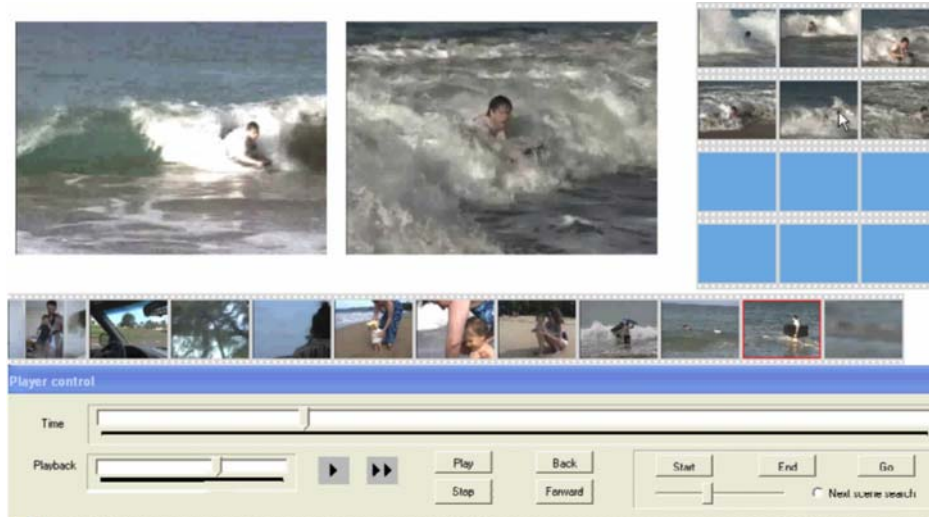 Player control
Time
Playback
Play
Back
Start
End
Go
Stop
Forward
Next scene search